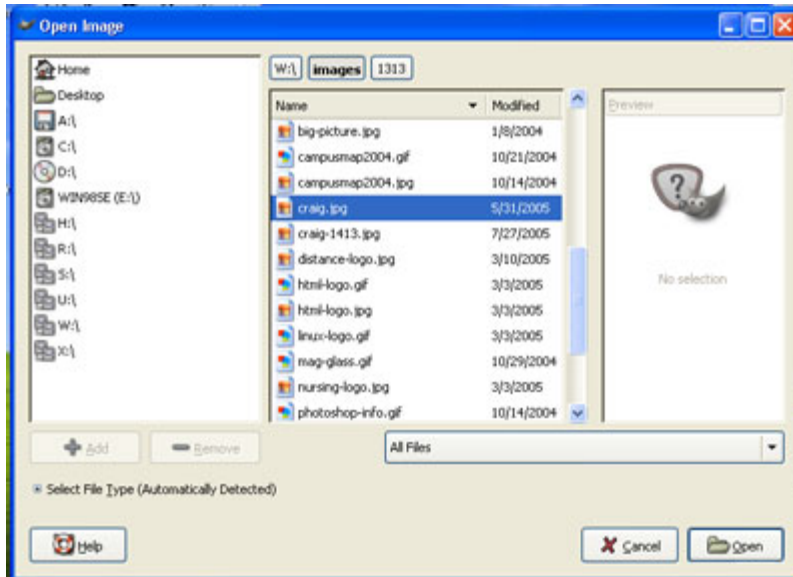 Open Image
Home
Desktop
A:\
C:\
D:\
WIN98SE (E:\)
H:\
R:\
S:\
U:\
W:\
X:\
W:\ images 1313
Name Modified
big-picture.jpg 1/8/2004
campusmap2004.gif 10/21/2004
campusmap2004.jpg 10/14/2004
craig.jpg 5/31/2005
craig-1413.jpg 7/27/2005
distance-logo.jpg 3/10/2005
html-logo.gif 3/3/2005
html-logo.jpg 3/3/2005
linux-logo.gif 3/3/2005
mag-glass.gif 10/29/2004
nursing-logo.jpg 3/3/2005
photoshop-info.gif 10/14/2004
Preview
No selection
Add Remove
All Files
Select File Type (Automatically Detected)
Help
Cancel Open